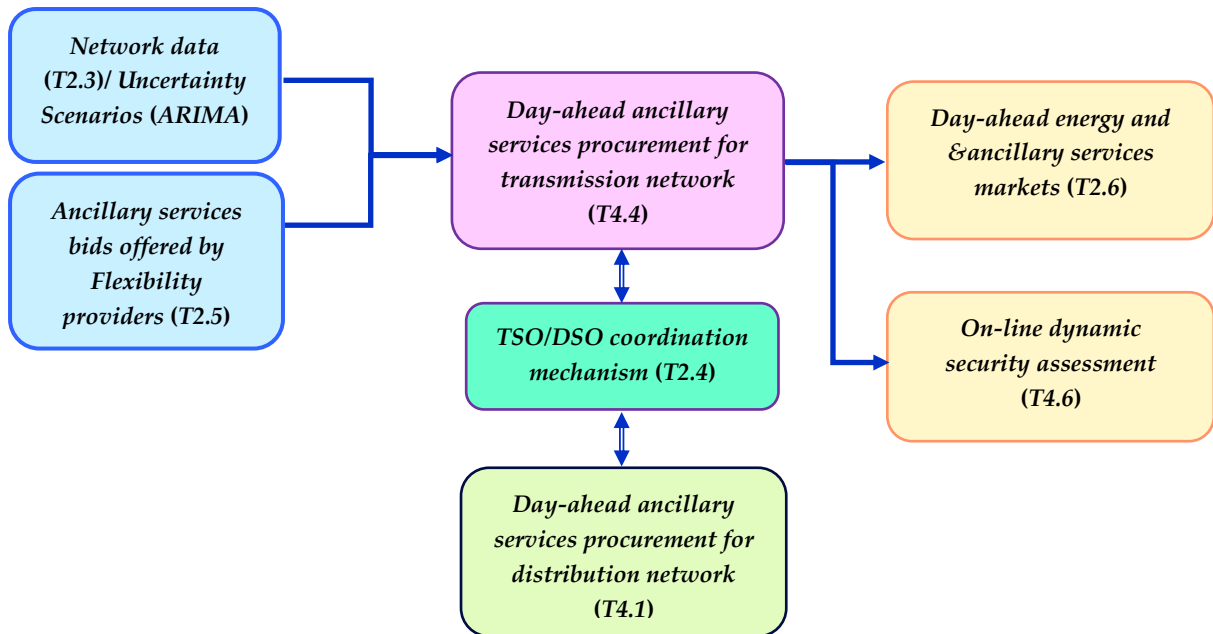 Network data
(T2.3)/ Uncertainty
Scenarios (ARIMA)
Ancillary services
bids offered by
Flexibility
providers (T2.5)
Day-ahead ancillary
services procurement for
transmission network
(T4.4)
TSO/DSO coordination
mechanism (T2.4)
Day-ahead ancillary
services procurement for
distribution network
(T4.1)
Day-ahead energy and
&ancillary services
markets (T2.6)
On-line dynamic
security assessment
(T4.6)